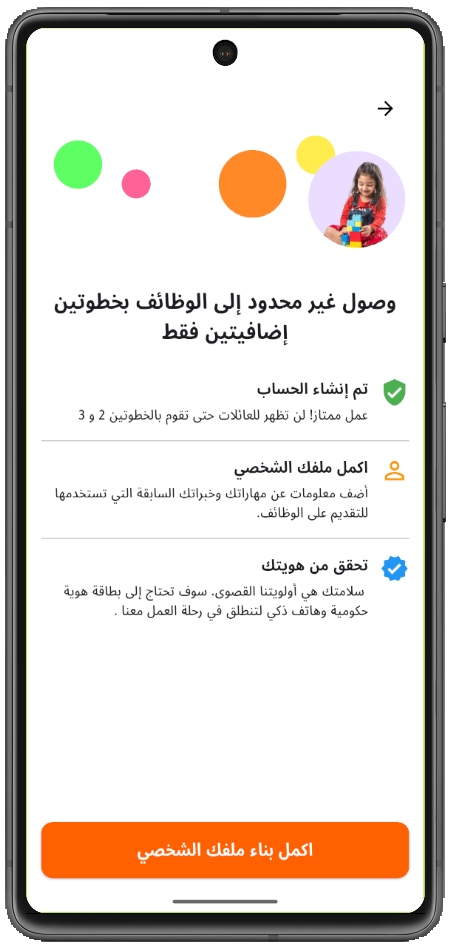 وصول غير محدود إلى الوظائف بخطوتين
إضافيتين فقط
تم إنشاء الحساب
عمل ممتاز! لن تظهر للعائلات حتى تقوم بالخطوتين 2 و 3
اكمل ملفك الشخصي
أضف معلومات عن مهاراتك وخبراتك السابقة التي تستخدمها
للتقديم على الوظائف.
تحقق من هويتك
سلامتك هي أولويتنا القصوى. سوف تحتاج إلى بطاقة هوية
حكومية وهاتف ذكي لتنطلق في رحلة العمل معنا .
اكمل بناء ملفك الشخصي